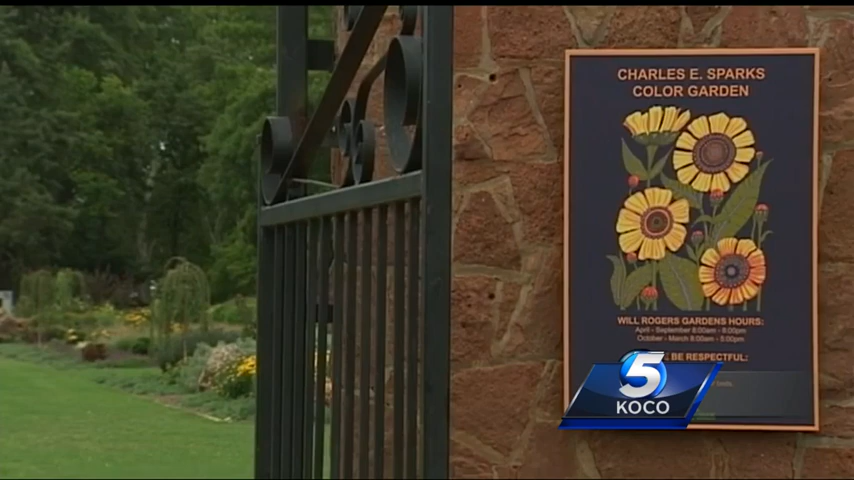 CHARLES E. SPARKS
COLOR GARDEN
WILL ROGERS GARDENS HOURS:
April - September 8:00am - 8:00pm
October - March 8:00am - 5:00pm
BE RESPECTFUL:
5
KOCO